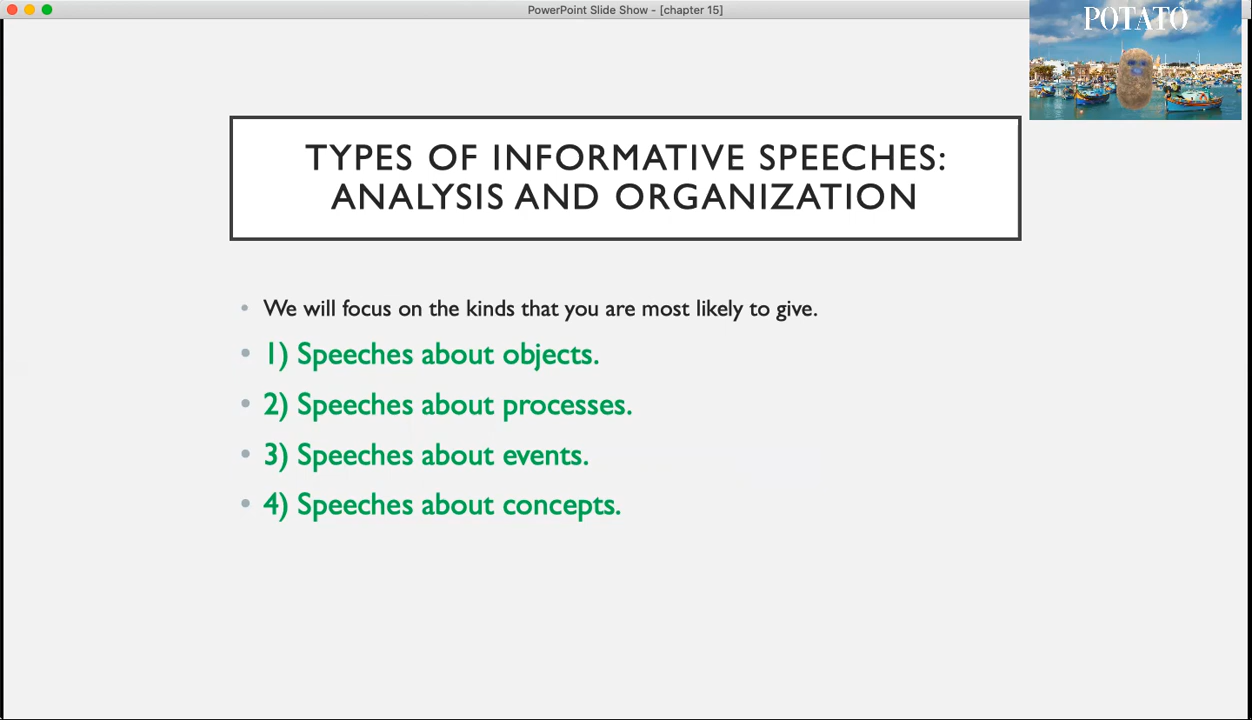 PowerPoint Slide Show - [chapter 15]
POTATO
TYPES OF INFORMATIVE SPEECHES:
ANALYSIS AND ORGANIZATION
• We will focus on the kinds that you are most likely to give.
• 1) Speeches about objects.
• 2) Speeches about processes.
• 3) Speeches about events.
• 4) Speeches about concepts.